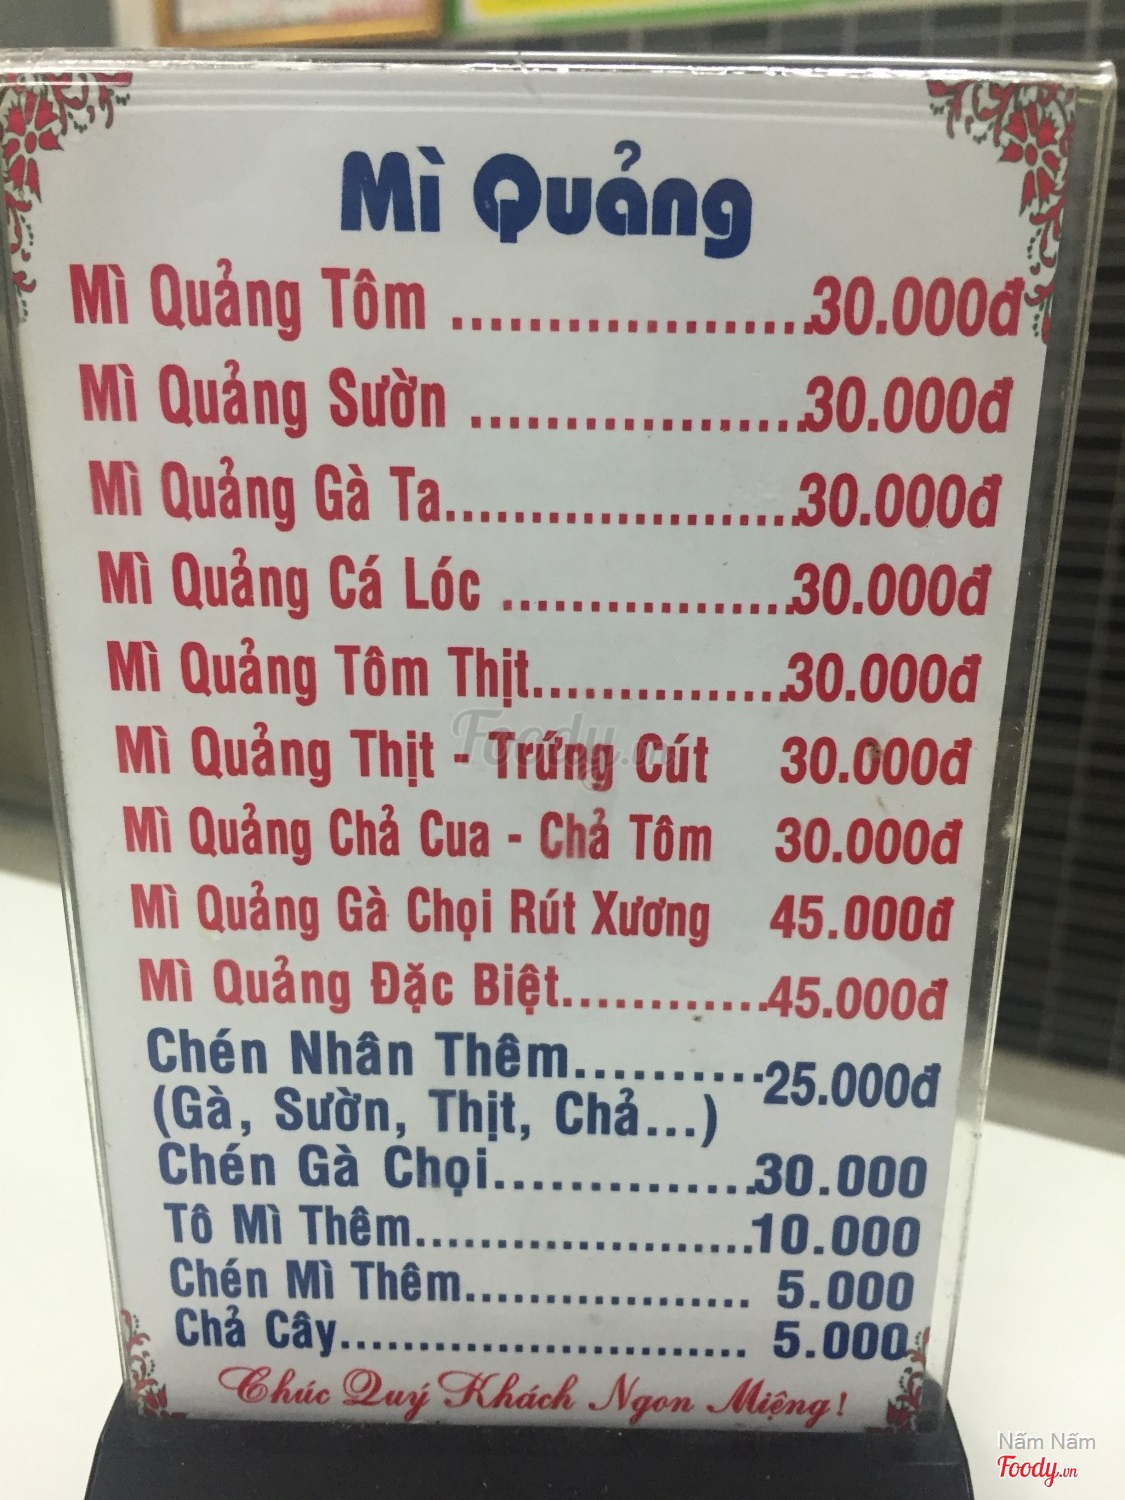 Mì Quảng
Mì Quảng Tôm ...................30.000đ
Mì Quảng Sườn ..................30.000đ
Mì Quảng Gà Ta....................30.000đ
Mì Quảng Cá Lóc .................30.000đ
Mì Quảng Tôm Thịt................30.000đ
Mì Quảng Thịt - Trứng Cút 30.000đ
Mì Quảng Chả Cua - Chả Tôm 30.000đ
Mì Quảng Gà Chọi Rút Xương 45.000đ
Mì Quảng Đặc Biệt.............45.000đ
Chén Nhân Thêm..........25.000đ
(Gà, Sườn, Thịt, Chả...)
Chén Gà Chọi................30.000
Tô Mì Thêm.....................10.000
Chén Mì Thêm.................. 5.000
Chả Cây.......................... 5.000
Chúc Quý Khách Ngon Miệng!
Foody.vn
Nấm Nấm
Foody.vn